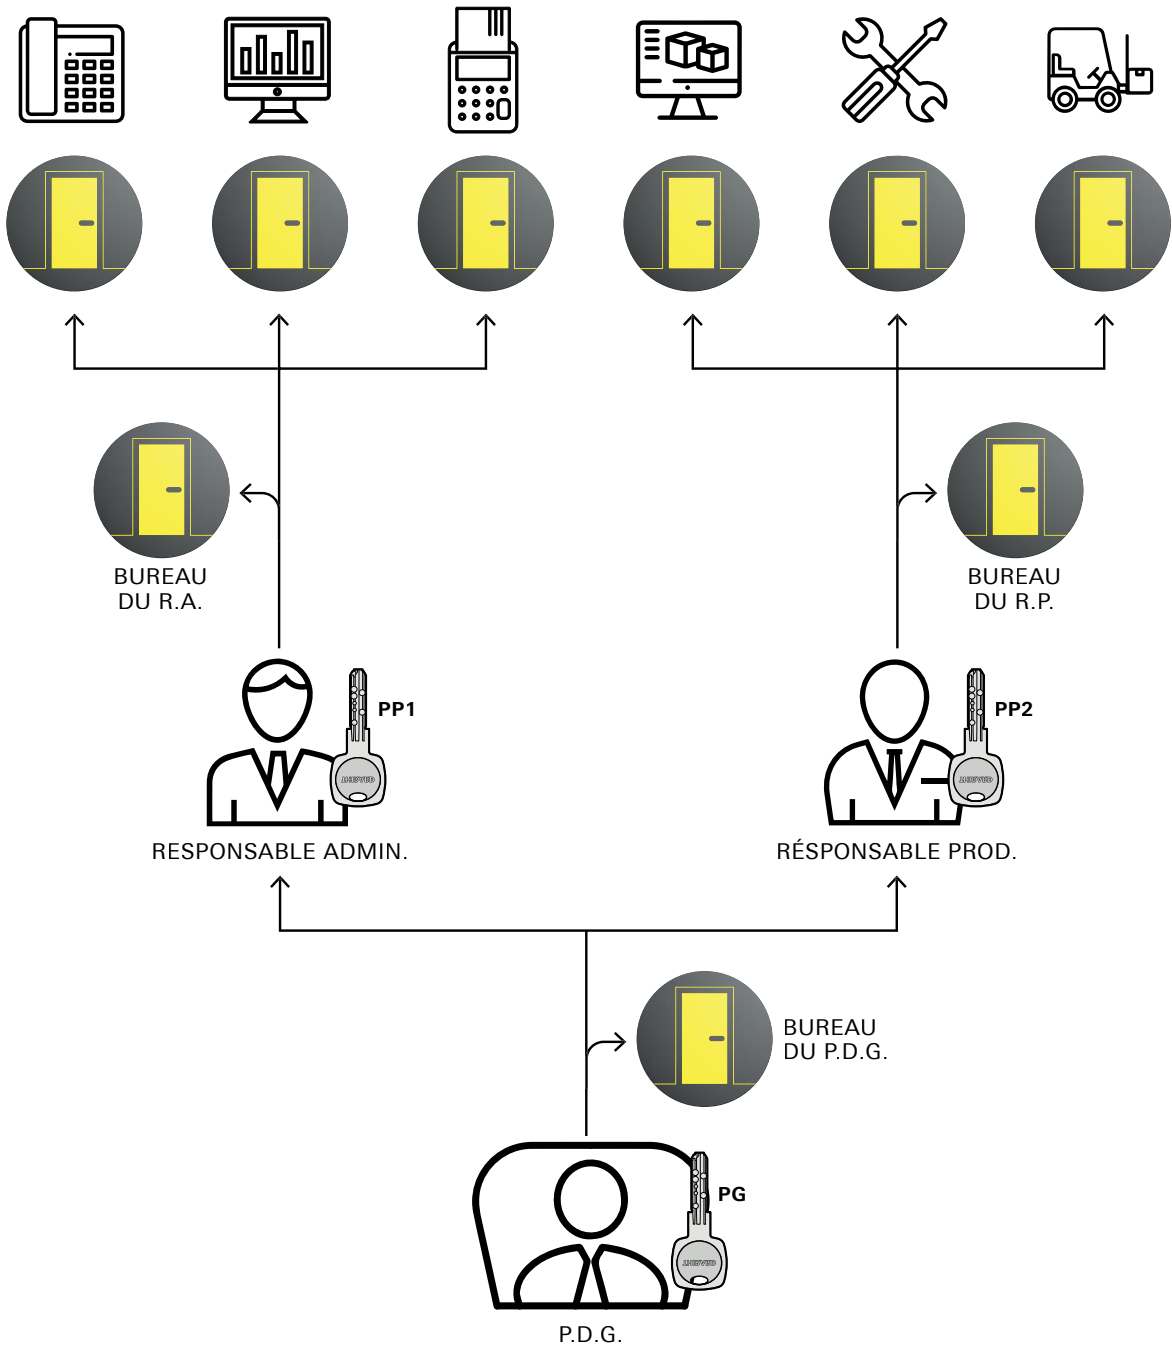 BUREAU
DU R.A.
BUREAU
DU R.P.
PP1
PP2
RESPONSABLE ADMIN.
RÉSPONSABLE PROD.
BUREAU
DU P.D.G.
PG
P.D.G.